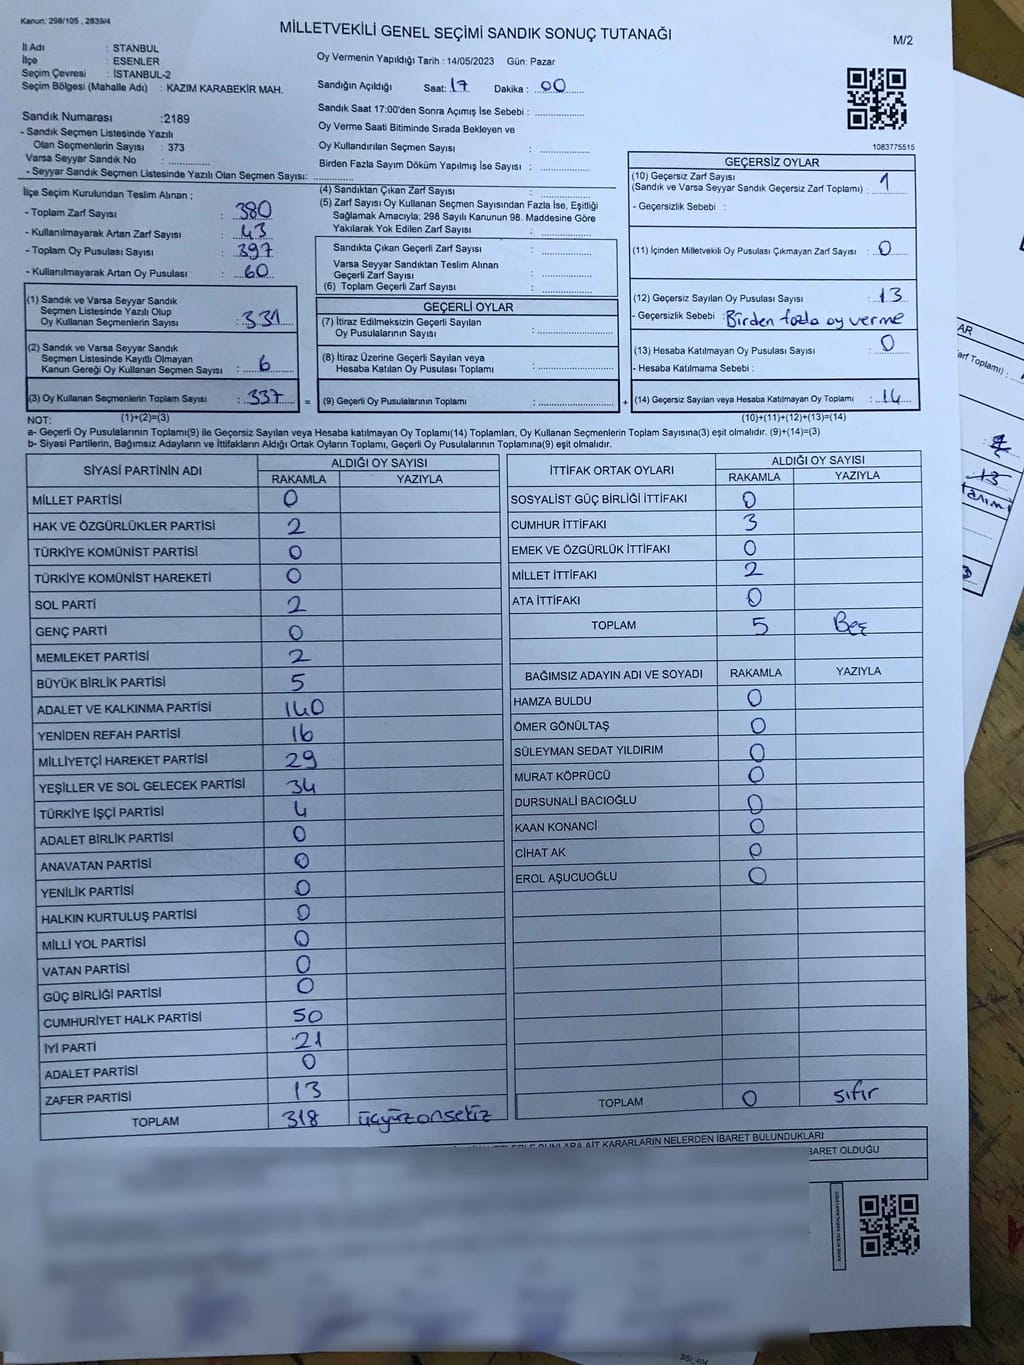 Kanun: 298/105 , 2839/4
MİLLETVEKİLİ GENEL SEÇİMİ SANDIK SONUÇ TUTANAĞI
M/2
İl Adı : STANBUL
İlçe : ESENLER
Seçim Çevresi : İSTANBUL-2
Seçim Bölgesi (Mahalle Adı) : KAZIM KARABEKİR MAH.
Sandık Numarası :2189
- Sandık Seçmen Listesinde Yazılı
Olan Seçmenlerin Sayısı : 373
Varsa Seyyar Sandık No : ............
- Seyyar Sandık Seçmen Listesinde Yazılı Olan Seçmen Sayısı: ............
Oy Vermenin Yapıldığı Tarih : 14/05/2023 Gün: Pazar
Sandığın Açıldığı Saat: 17 Dakika : 00
Sandık Saat 17:00'den Sonra Açımış İse Sebebi : ............
Oy Verme Saati Bitiminde Sırada Bekleyen ve
Oy Kullandırılan Seçmen Sayısı : ............
Birden Fazla Sayım Döküm Yapılmış İse Sayısı : ............
1083775515
İlçe Seçim Kurulundan Teslim Alınan ;
- Toplam Zarf Sayısı : 380
- Kullanılmayarak Artan Zarf Sayısı : 43
- Toplam Oy Pusulası Sayısı : 397
- Kullanılmayarak Artan Oy Pusulası : 60
(1) Sandık ve Varsa Seyyar Sandık
Seçmen Listesinde Yazılı Olup
Oy Kullanan Seçmenlerin Sayısı : 331
(2) Sandık ve Varsa Seyyar Sandık
Seçmen Listesinde Kayıtlı Olmayan
Kanun Gereği Oy Kullanan Seçmen Sayısı : 6
(3) Oy Kullanan Seçmenlerin Toplam Sayısı : 337 =
(1)+(2)=(3)
(4) Sandıktan Çıkan Zarf Sayısı : ............
(5) Zarf Sayısı Oy Kullanan Seçmen Sayısından Fazla İse, Eşitliği
Sağlamak Amacıyla; 298 Sayılı Kanunun 98. Maddesine Göre
Yakılarak Yok Edilen Zarf Sayısı : ............
Sandıkta Çıkan Geçerli Zarf Sayısı : ............
Varsa Seyyar Sandıktan Teslim Alınan
Geçerli Zarf Sayısı : ............
(6) Toplam Geçerli Zarf Sayısı : ............
GEÇERLİ OYLAR
(7) İtiraz Edilmeksizin Geçerli Sayılan
Oy Pusulalarının Sayısı : ............
(8) İtiraz Üzerine Geçerli Sayılan veya
Hesaba Katılan Oy Pusulası Toplamı : ............
(9) Geçerli Oy Pusulalarının Toplamı : ............ +
GEÇERSİZ OYLAR
(10) Geçersiz Zarf Sayısı
(Sandık ve Varsa Seyyar Sandık Geçersiz Zarf Toplamı) : 1
- Geçersizlik Sebebi :
(11) İçinden Milletvekili Oy Pusulası Çıkmayan Zarf Sayısı : 0
(12) Geçersiz Sayılan Oy Pusulası Sayısı : 13
- Geçersizlik Sebebi : Birden fazla oy verme
(13) Hesaba Katılmayan Oy Pusulası Sayısı : 0
- Hesaba Katılmama Sebebi :
(14) Geçersiz Sayılan veya Hesaba Katılmayan Oy Toplamı : 14
(10)+(11)+(12)+(13)=(14)
NOT:
a- Geçerli Oy Pusulaları Toplamı(9) ile Geçersiz Sayılan veya Hesaba katılmayan Oy Toplamı(14) Toplamları, Oy Kullanan Seçmenlerin Toplam Sayısına(3) eşit olmalıdır. (9)+(14)=(3)
b- Siyasi Partilerin, Bağımsız Adayların ve İttifakların Aldığı Ortak Oyların Toplamı, Geçerli Oy Pusulalarının Toplamına(9) eşit olmalıdır.
SİYASİ PARTİNİN ADI
ALDIĞI OY SAYISI
RAKAMLA YAZIYLA
MİLLET PARTİSİ 0
HAK VE ÖZGÜRLÜKLER PARTİSİ 2
TÜRKİYE KOMÜNİST PARTİSİ 0
TÜRKİYE KOMÜNİST HAREKETİ 0
SOL PARTİ 2
GENÇ PARTİ 0
MEMLEKET PARTİSİ 2
BÜYÜK BİRLİK PARTİSİ 5
ADALET VE KALKINMA PARTİSİ 140
YENİDEN REFAH PARTİSİ 16
MİLLİYETÇİ HAREKET PARTİSİ 29
YEŞİLLER VE SOL GELECEK PARTİSİ 34
TÜRKİYE İŞÇİ PARTİSİ 4
ADALET BİRLİK PARTİSİ 0
ANAVATAN PARTİSİ 0
YENİLİK PARTİSİ 0
HALKIN KURTULUŞ PARTİSİ 0
MİLLİ YOL PARTİSİ 0
VATAN PARTİSİ 0
GÜÇ BİRLİĞİ PARTİSİ 0
CUMHURİYET HALK PARTİSİ 50
İYİ PARTİ 21
ADALET PARTİSİ 0
ZAFER PARTİSİ 13
TOPLAM 318 üçyüzonsekiz
İTTİFAK ORTAK OYLARI
ALDIĞI OY SAYISI
RAKAMLA YAZIYLA
SOSYALİST GÜÇ BİRLİĞİ İTTİFAKI 0
CUMHUR İTTİFAKI 3
EMEK VE ÖZGÜRLÜK İTTİFAKI 0
MİLLET İTTİFAKI 2
ATA İTTİFAKI 0
TOPLAM 5 Beş
BAĞIMSIZ ADAYIN ADI VE SOYADI RAKAMLA YAZIYLA
HAMZA BULDU 0
ÖMER GÖNÜLTAŞ 0
SÜLEYMAN SEDAT YILDIRIM 0
MURAT KÖPRÜCÜ 0
DURSUNALİ BACIOĞLU 0
KAAN KONANCİ 0
CİHAT AK 0
EROL AŞUCUOĞLU 0
TOPLAM 0 sıfır
BUNLARA AİT KARARLARIN NELERDEN İBARET BULUNDUKLARI
BARET OLDUĞU
AR
arf Toplamı) :
13